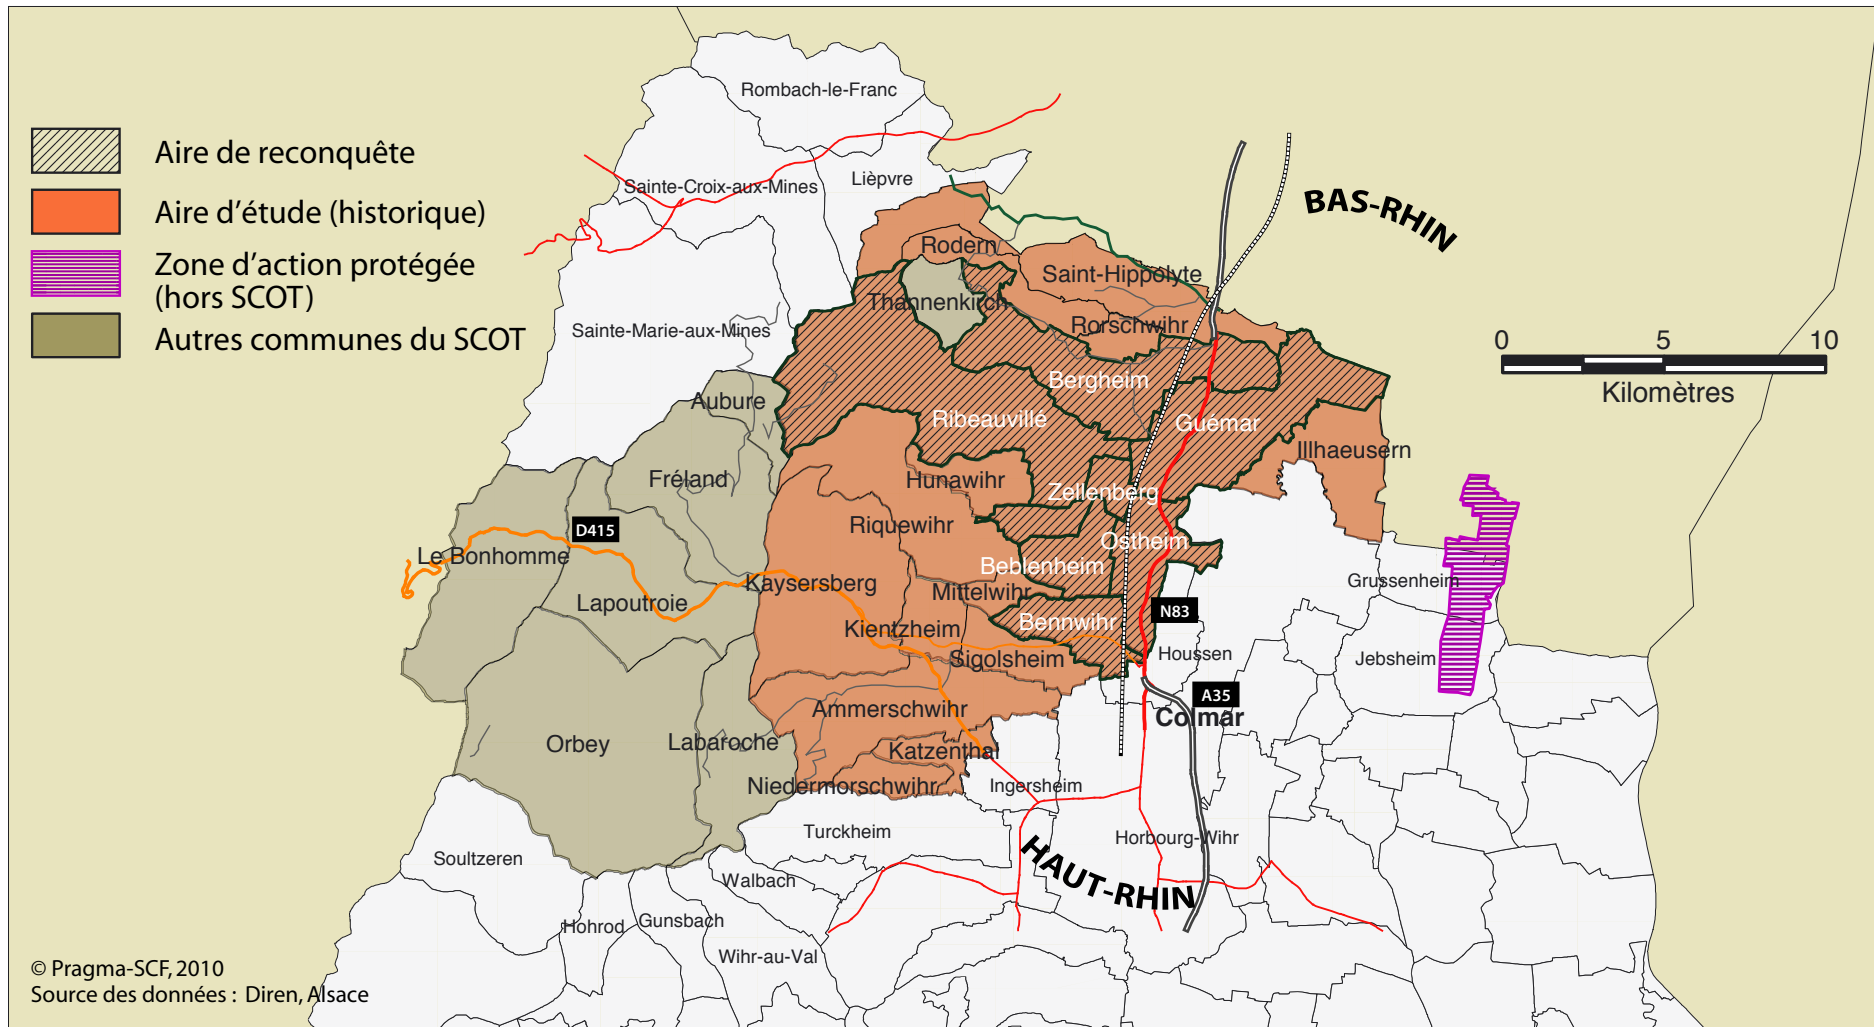 Rombach-le-Franc
Aire de reconquête
Sainte-Croix-aux-Mines
Lièpvre
Aire d'étude (historique)
BAS-RHIN
Rodern
Zone d'action protégée
(hors SCOT)
Saint-Hippolyte
Thannenkirch
Autres communes du SCOT
Sainte-Marie-aux-Mines
Rorschwihr
0 5 10
Kilomètres
Bergheim
Aubure
Ribeauvillé
Guémar
Illhaeusern
Fréland
Hunawihr
Zellenberg
D415
Riquewihr
Ostheim
Le Bonhomme
Beblenheim
Kaysersberg
Mittelwihr
Grussenheim
Lapoutroie
N83
Bennwihr
Kientzheim
Sigolsheim
Houssen
Jebsheim
A35
Ammerschwihr
Colmar
Orbey
Labaroche
Katzenthal
Niedermorschwihr
Ingersheim
Turckheim
Horbourg-Wihr
Soultzeren
HAUT-RHIN
Walbach
Hohrod
Gunsbach
Wihr-au-Val
© Pragma-SCF, 2010
Source des données : Diren, Alsace